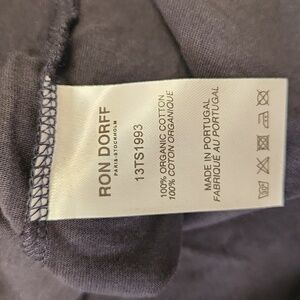 RON DORFF
PARIS-STOCKHOLM
13TS1993
100% ORGANIC COTTON
100% COTON ORGANIQUE
MADE IN PORTUGAL
FABRIQUÉ AU PORTUGAL